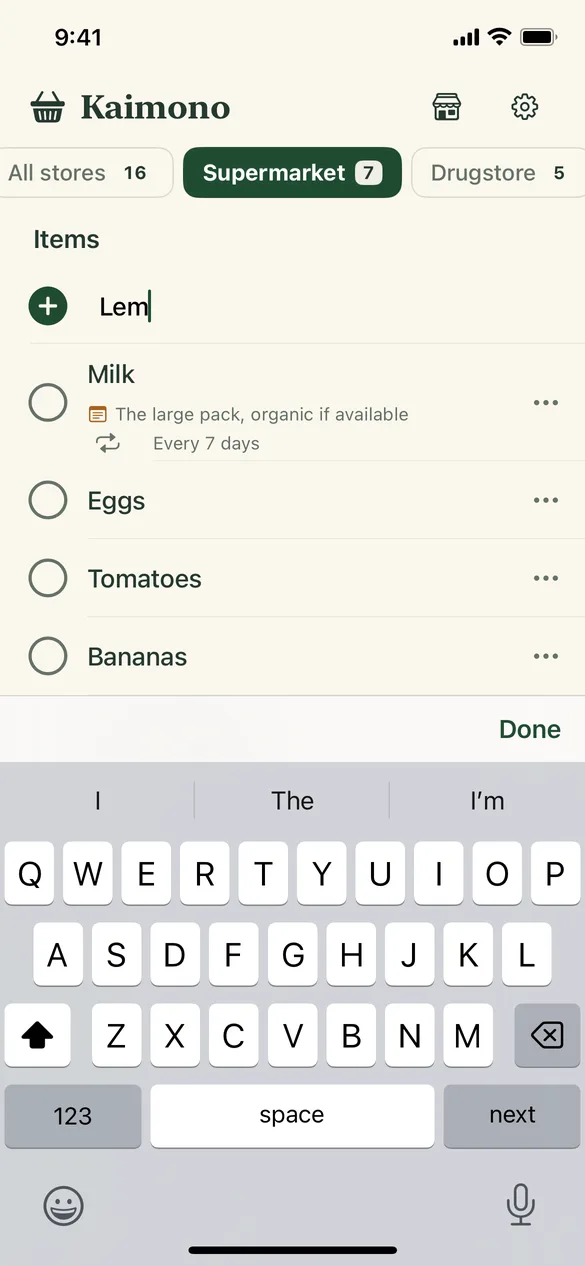 9:41
Kaimono
All stores 16 Supermarket 7 Drugstore 5
Items
Lem
Milk
The large pack, organic if available
Every 7 days
Eggs
Tomatoes
Bananas
Done
I The I'm
Q W E R T Y U I O P
A S D F G H J K L
Z X C V B N M
123 space next